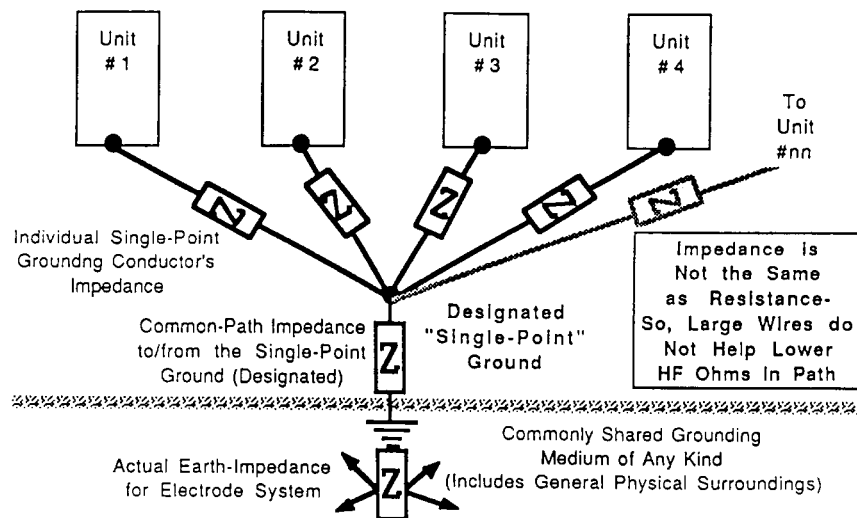 Unit
# 1
Unit
# 2
Unit
# 3
Unit
# 4
To
Unit
#nn
Z
Z
Z
Z
Z
Individual Single-Point
Groundng Conductor's
Impedance
Impedance is
Not the Same
as Resistance-
So, Large Wires do
Not Help Lower
HF Ohms In Path
Designated
"Single-Point"
Ground
Common-Path Impedance
to/from the Single-Point
Ground (Designated)
Z
Actual Earth-Impedance
for Electrode System
Z
Commonly Shared Grounding
Medium of Any Kind
(Includes General Physical Surroundings)